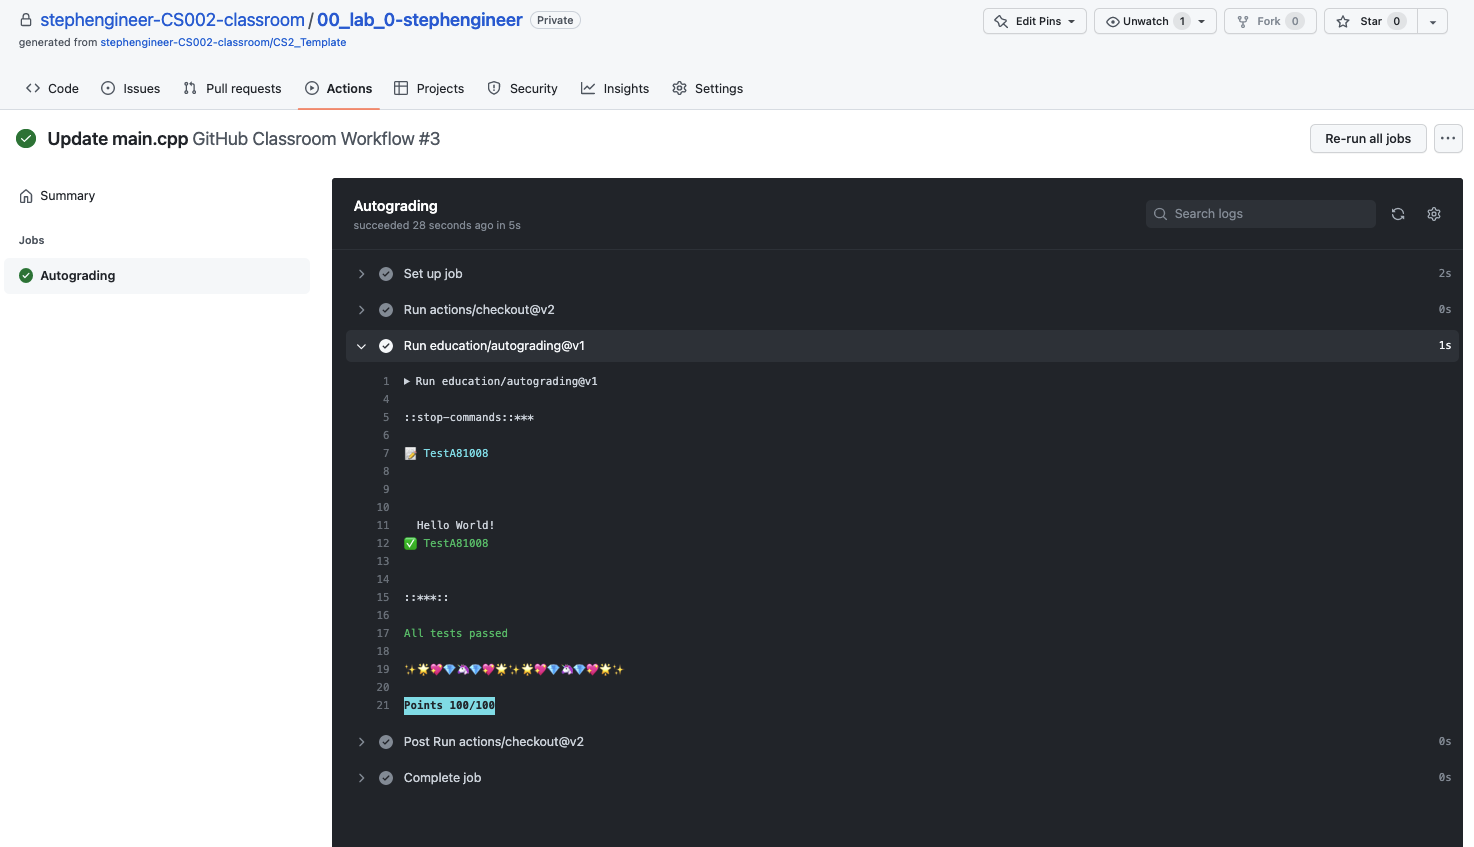 stephengineer-CS002-classroom / 00_lab_0-stephengineer Private
Edit Pins Unwatch 1 Fork 0 Star 0
generated from stephengineer-CS002-classroom/CS2_Template
Code Issues Pull requests Actions Projects Security Insights Settings
Update main.cpp GitHub Classroom Workflow #3
Re-run all jobs ...
Summary
Jobs
Autograding
Autograding
succeeded 28 seconds ago in 5s
Search logs
Set up job 2s
Run actions/checkout@v2 0s
Run education/autograding@v1 1s
1 Run education/autograding@v1
4
5 ::stop-commands::***
6
7 📝 TestA81008
8
9
10
11 Hello World!
12 ✅ TestA81008
13
14
15 ::***::
16
17 All tests passed
18
19 ✨🌟💖💎🦄💎💖🌟✨🌟💖💎🦄💎💖🌟✨
20
21 Points 100/100
Post Run actions/checkout@v2 0s
Complete job 0s